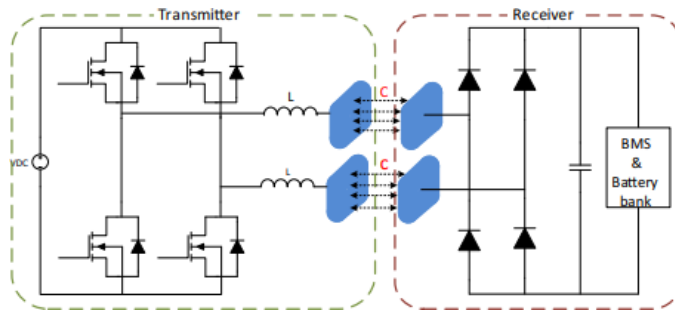 Transmitter
Receiver
L
C
VDC
L
C
BMS
&
Battery
bank